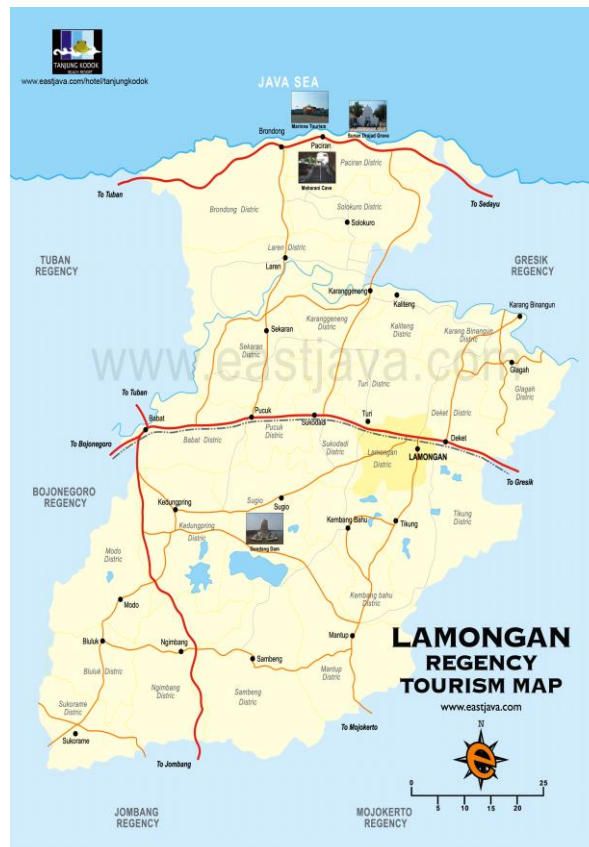 TANJUNG KODOK
BEACH RESORT
www.eastjava.com/hotel/tanjungkodok
JAVA SEA
Marinea Tourism
Sunan Drajad Grave
Brondong
Paciran
Maharani Cave
Paciran Distric
To Tuban
To Sedayu
Brondong Distric
Solokuro
Distric
Solokuro
Laren Distric
Laren
TUBAN
REGENCY
GRESIK
REGENCY
Karanggeneng
Kaliteng
Karang Binangun
Karanggeneng
Distric
Kaliteng
Distric
Karang Binangun
Distric
Sekaran
Sekaran
Distric
www.eastjava.com
Glagah
Glagah
Distric
Turi Distric
To Tuban
Babat
Pucuk
Sukodadi
Turi
Deket Distric
Pucuk
Distric
Babat Distric
Sukodadi
Distric
Deket
To Bojonegoro
Lamongan
Distric
LAMONGAN
To Gresik
BOJONEGORO
REGENCY
Kedungpring
Sugio
Sugio
Kedungpring
Distric
Gondang Dam
Kembang Bahu
Tikung
Tikung
Distric
Modo
Distric
Modo
Kembang bahu
Distric
Bluluk
Ngimbang
Sambeng
Mantup
Bluluk Distric
Ngimbang
Distric
Sambeng
Distric
Mantup
Distric
Sukorame
Distric
Sukorame
To Jombang
To Mojokerto
LAMONGAN
REGENCY
TOURISM MAP
www.eastjava.com
N
e
0 25
5 10 15 20
JOMBANG
REGENCY
MOJOKERTO
REGENCY